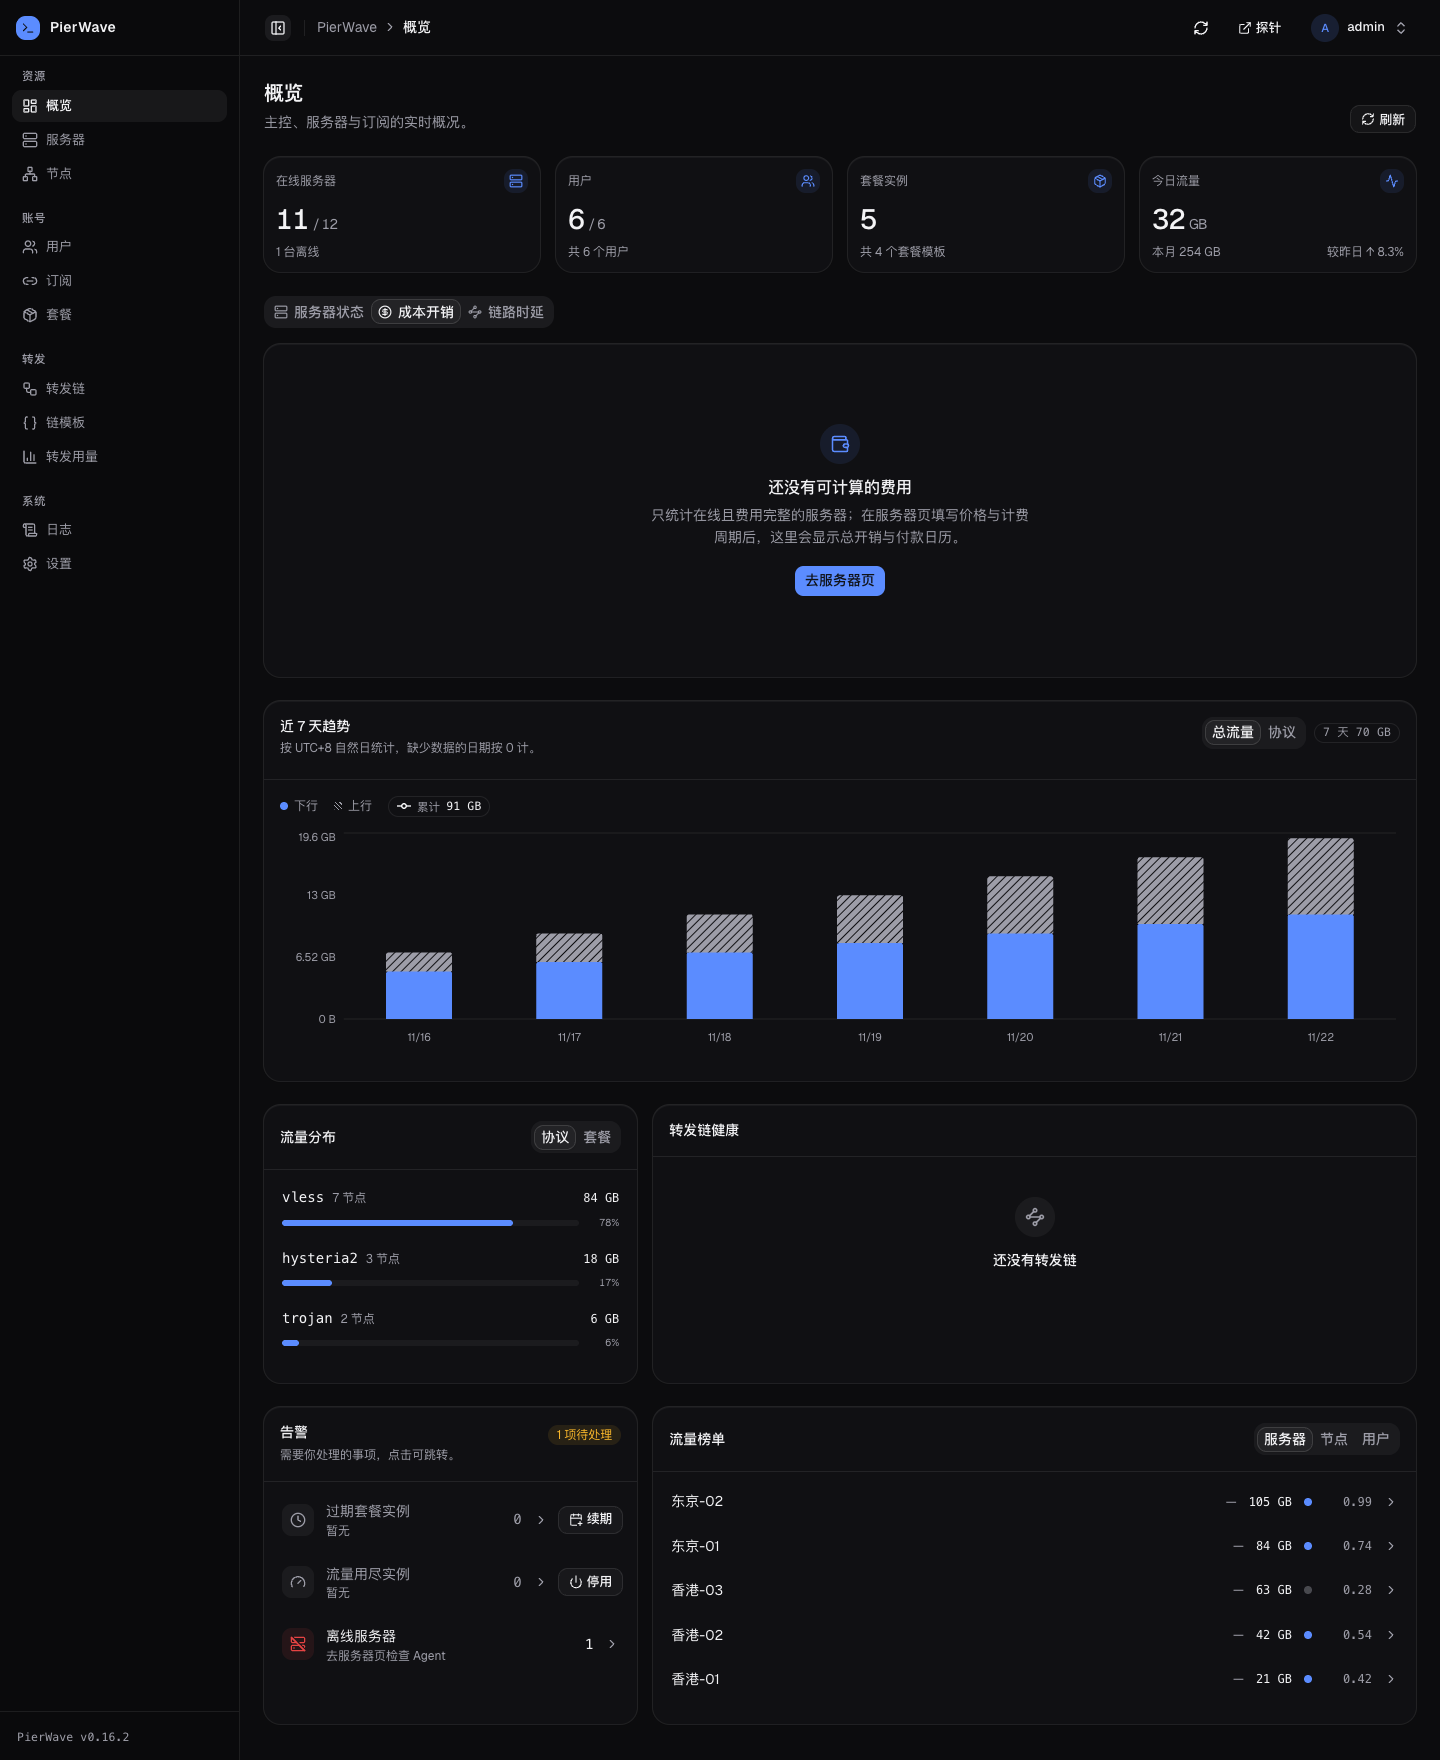 PierWave
资源
概览
服务器
节点
账号
用户
订阅
套餐
转发
转发链
链模板
转发用量
系统
日志
设置
PierWave v0.16.2
PierWave > 概览
探针
A admin
概览
主控、服务器与订阅的实时概况。
刷新
在线服务器
11 / 12
1 台离线
用户
6 / 6
共 6 个用户
套餐实例
5
共 4 个套餐模板
今日流量
32 GB
本月 254 GB 较昨日 ↑ 8.3%
服务器状态 成本开销 链路时延
还没有可计算的费用
只统计在线且费用完整的服务器；在服务器页填写价格与计费
周期后，这里会显示总开销与付款日历。
去服务器页
近 7 天趋势
按 UTC+8 自然日统计，缺少数据的日期按 0 计。
总流量 协议 7 天 70 GB
下行 上行 累计 91 GB
19.6 GB
13 GB
6.52 GB
0 B
11/16 11/17 11/18 11/19 11/20 11/21 11/22
流量分布
协议 套餐
vless 7 节点 84 GB
78%
hysteria2 3 节点 18 GB
17%
trojan 2 节点 6 GB
6%
转发链健康
还没有转发链
告警
1 项待处理
需要你处理的事项，点击可跳转。
过期套餐实例
暂无
0 续期
流量用尽实例
暂无
0 停用
离线服务器
去服务器页检查 Agent
1
流量榜单
服务器 节点 用户
东京-02 — 105 GB 0.99
东京-01 — 84 GB 0.74
香港-03 — 63 GB 0.28
香港-02 — 42 GB 0.54
香港-01 — 21 GB 0.42